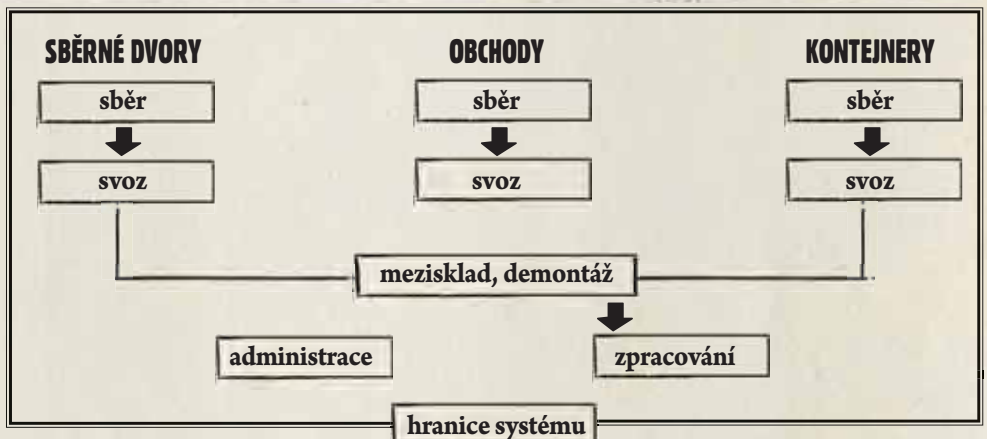 SBĚRNÉ DVORY
OBCHODY
KONTEJNERY
sběr
sběr
sběr
svoz
svoz
svoz
mezisklad, demontáž
administrace
zpracování
hranice systému